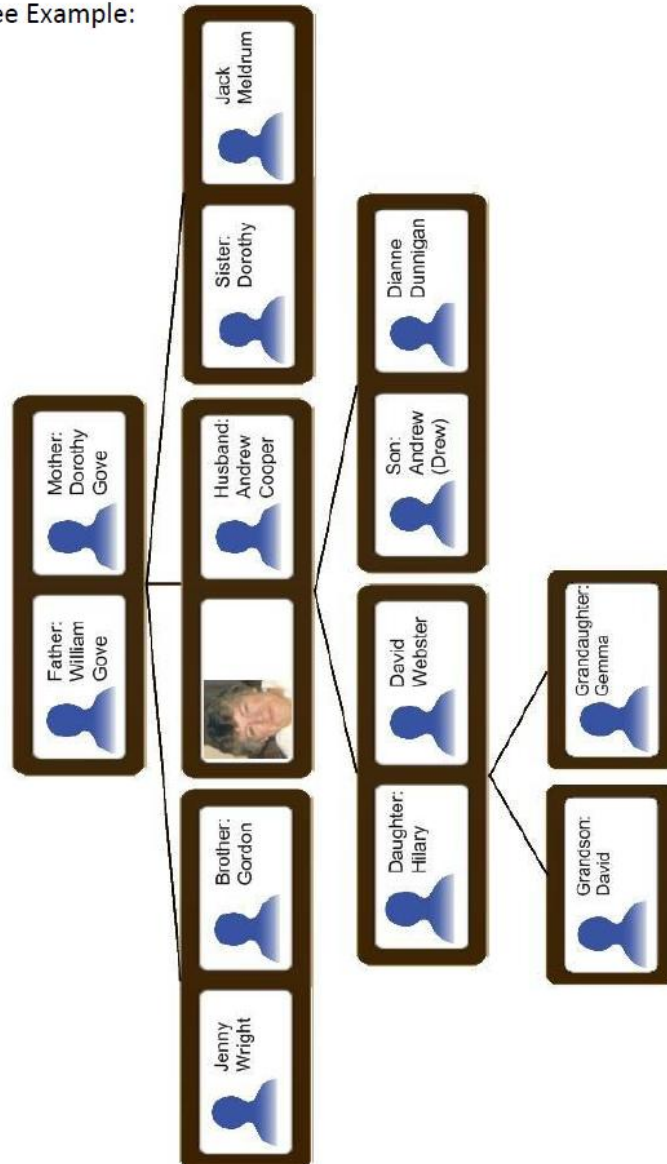 ee Example:
Father:
William
Gove
Mother:
Dorothy
Gove
Jenny
Wright
Brother:
Gordon
Husband:
Andrew
Cooper
Sister:
Dorothy
Jack
Meldrum
Daughter:
Hilary
David
Webster
Son:
Andrew
(Drew)
Dianne
Dunnigan
Grandson:
David
Grandaughter:
Gemma